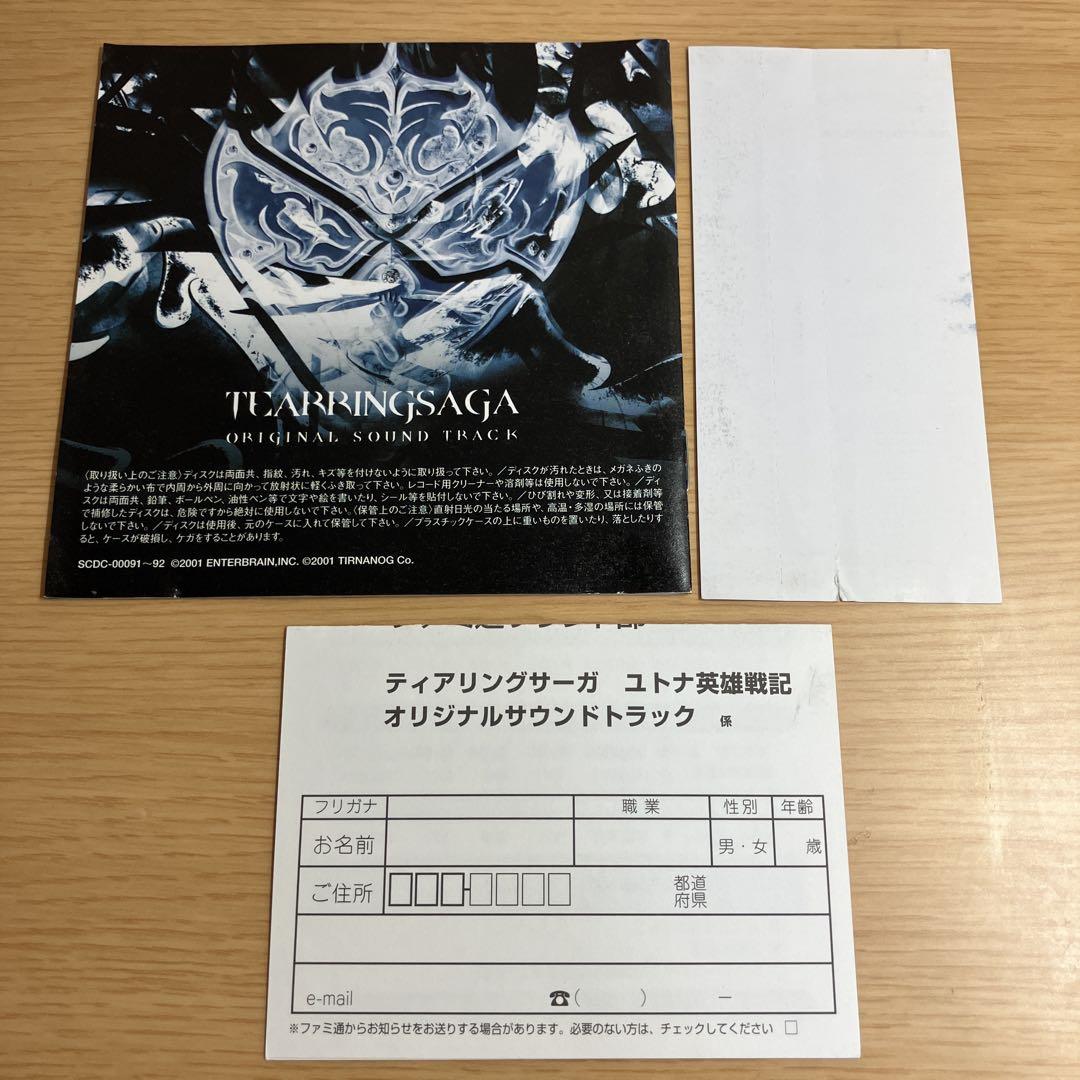 TEARRINGSAGA
ORIGINAL SOUND TRACK
〈取り扱い上のご注意〉ディスクは両面共、指紋、汚れ、キズ等を付けないように取り扱って下さい。／ディスクが汚れたときは、メガネふきの
ような柔らかい布で内周から外周に向かって放射状に軽くふき取って下さい。レコード用クリーナーや溶剤等は使用しないで下さい。／ディ
スクは両面共、鉛筆、ボールペン、油性ペン等で文字や絵を書いたり、シール等を貼付しないで下さい。／ひび割れや変形、又は接着剤等
で補修したディスクは、危険ですから絶対に使用しないで下さい。〈保管上のご注意〉直射日光の当たる場所や、高温・多湿の場所には保管
しないで下さい。／ディスクは使用後、元のケースに入れて保管して下さい。／プラスチックケースの上に重いものを置いたり、落としたりす
ると、ケースが破損し、ケガをすることがあります。
SCDC-00091〜92 ©2001 ENTERBRAIN,INC. ©2001 TIRNANOG Co.
ティアリングサーガ ユトナ英雄戦記
オリジナルサウンドトラック 係
フリガナ 職業 性別 年齢
お名前 男・女 歳
ご住所 都道
府県
e-mail ☎( ) ー
※ファミ通からお知らせをお送りする場合があります。必要のない方は、チェックしてください □